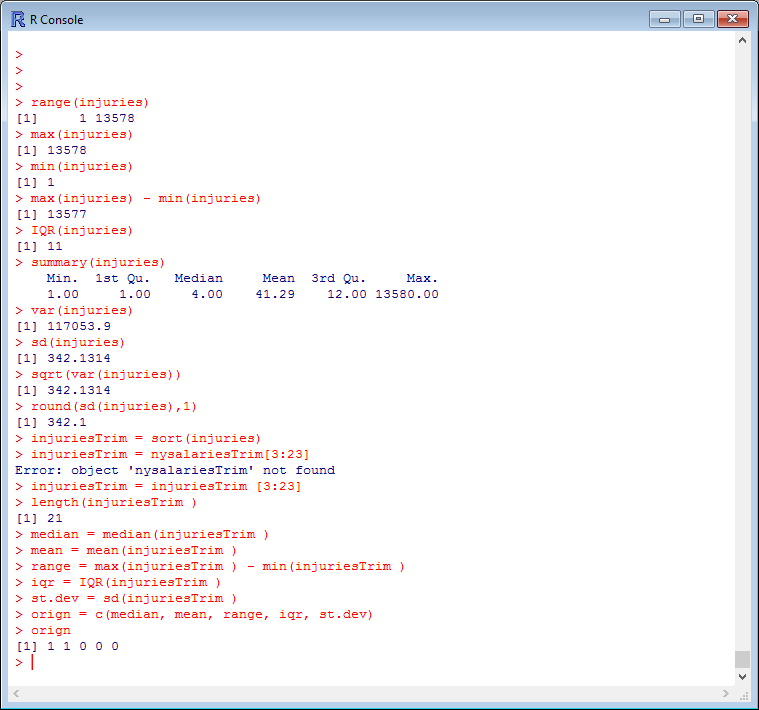 R Console
>
>
>
> range(injuries)
[1]     1 13578
> max(injuries)
[1] 13578
> min(injuries)
[1] 1
> max(injuries) - min(injuries)
[1] 13577
> IQR(injuries)
[1] 11
> summary(injuries)
    Min.  1st Qu.   Median     Mean  3rd Qu.     Max.
    1.00     1.00     4.00    41.29    12.00 13580.00
> var(injuries)
[1] 117053.9
> sd(injuries)
[1] 342.1314
> sqrt(var(injuries))
[1] 342.1314
> round(sd(injuries),1)
[1] 342.1
> injuriesTrim = sort(injuries)
> injuriesTrim = nysalariesTrim[3:23]
Error: object 'nysalariesTrim' not found
> injuriesTrim = injuriesTrim [3:23]
> length(injuriesTrim )
[1] 21
> median = median(injuriesTrim )
> mean = mean(injuriesTrim )
> range = max(injuriesTrim ) - min(injuriesTrim )
> iqr = IQR(injuriesTrim )
> st.dev = sd(injuriesTrim )
> orign = c(median, mean, range, iqr, st.dev)
> orign
[1] 1 1 0 0 0
>